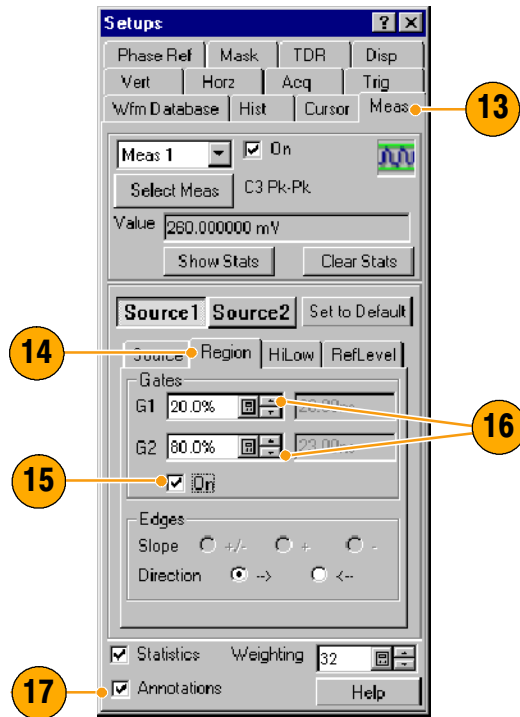 Setups
Phase Ref Mask TDR Disp
Vert Horz Acq Trig
Wfm Database Hist Cursor Meas
13
Meas 1 On
Select Meas C3 Pk-Pk
Value 260.000000 mV
Show Stats Clear Stats
Source1 Source2 Set to Default
14
Source Region HiLow RefLevel
Gates
G1 20.0%
16
G2 80.0% 23.00ns
15
On
Edges
Slope +/- + -
Direction --> <--
Statistics Weighting 32
17
Annotations Help